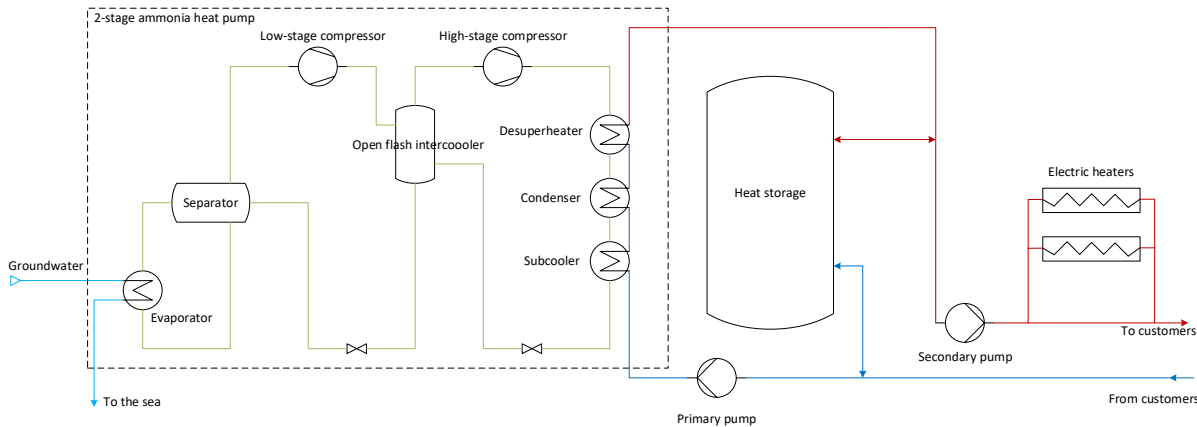 2-stage ammonia heat pump
Low-stage compressor
High-stage compressor
Desuperheater
Open flash intercoooler
Electric heaters
Separator
Condenser
Heat storage
Subcooler
Groundwater
Evaporator
To customers
Secondary pump
To the sea
From customers
Primary pump